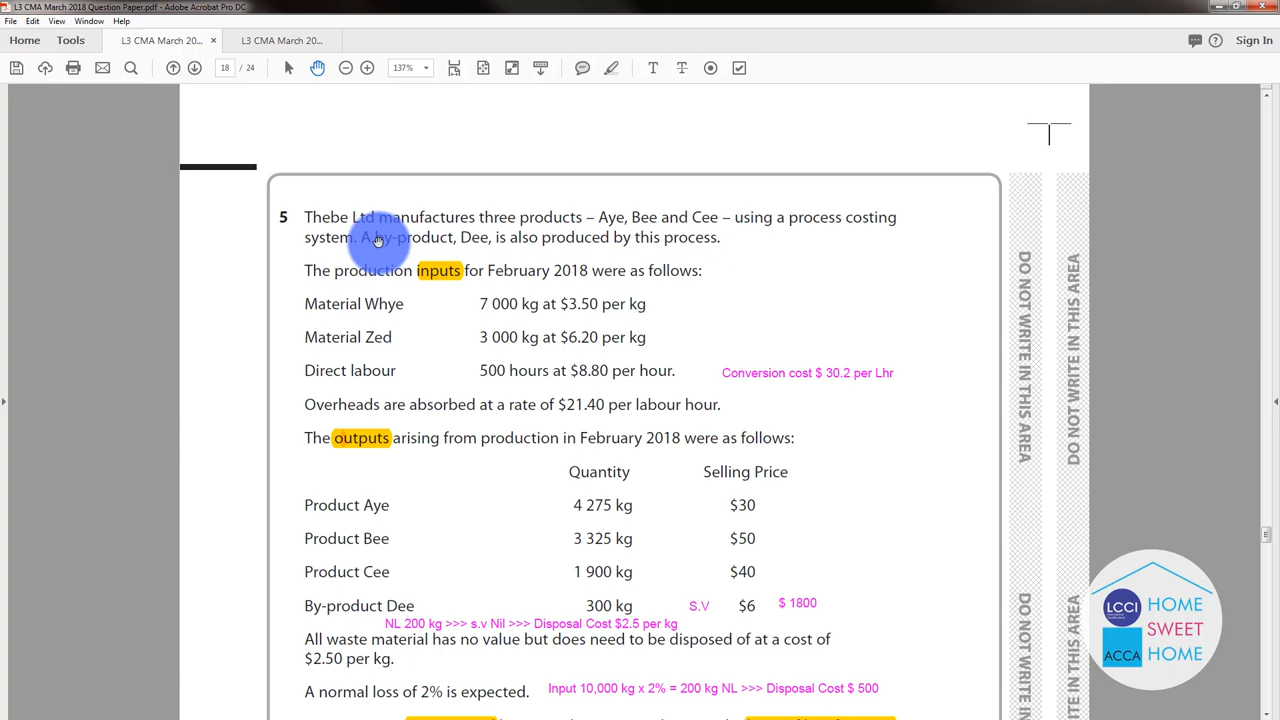 L3 CMA March 2018 Question Paper.pdf - Adobe Acrobat Pro DC
File Edit View Window Help
Home Tools L3 CMA March 20... × L3 CMA March 20... Sign In
18 / 24 137%
5 Thebe Ltd manufactures three products – Aye, Bee and Cee – using a process costing
system. A by-product, Dee, is also produced by this process.
The production inputs for February 2018 were as follows:
Material Whye 7 000 kg at $3.50 per kg
Material Zed 3 000 kg at $6.20 per kg
Direct labour 500 hours at $8.80 per hour. Conversion cost $ 30.2 per Lhr
Overheads are absorbed at a rate of $21.40 per labour hour.
The outputs arising from production in February 2018 were as follows:
Quantity Selling Price
Product Aye 4 275 kg $30
Product Bee 3 325 kg $50
Product Cee 1 900 kg $40
By-product Dee 300 kg S.V $6 $ 1800
NL 200 kg >>> s.v Nil >>> Disposal Cost $2.5 per kg
All waste material has no value but does need to be disposed of at a cost of
$2.50 per kg.
A normal loss of 2% is expected. Input 10,000 kg x 2% = 200 kg NL >>> Disposal Cost $ 500
DO NOT WRITE IN THIS AREA
DO NOT WRITE IN THIS AREA
DO NOT WRITE IN THIS AREA
DO NOT WRITE IN THIS AREA
LCCI HOME
SWEET
ACCA HOME